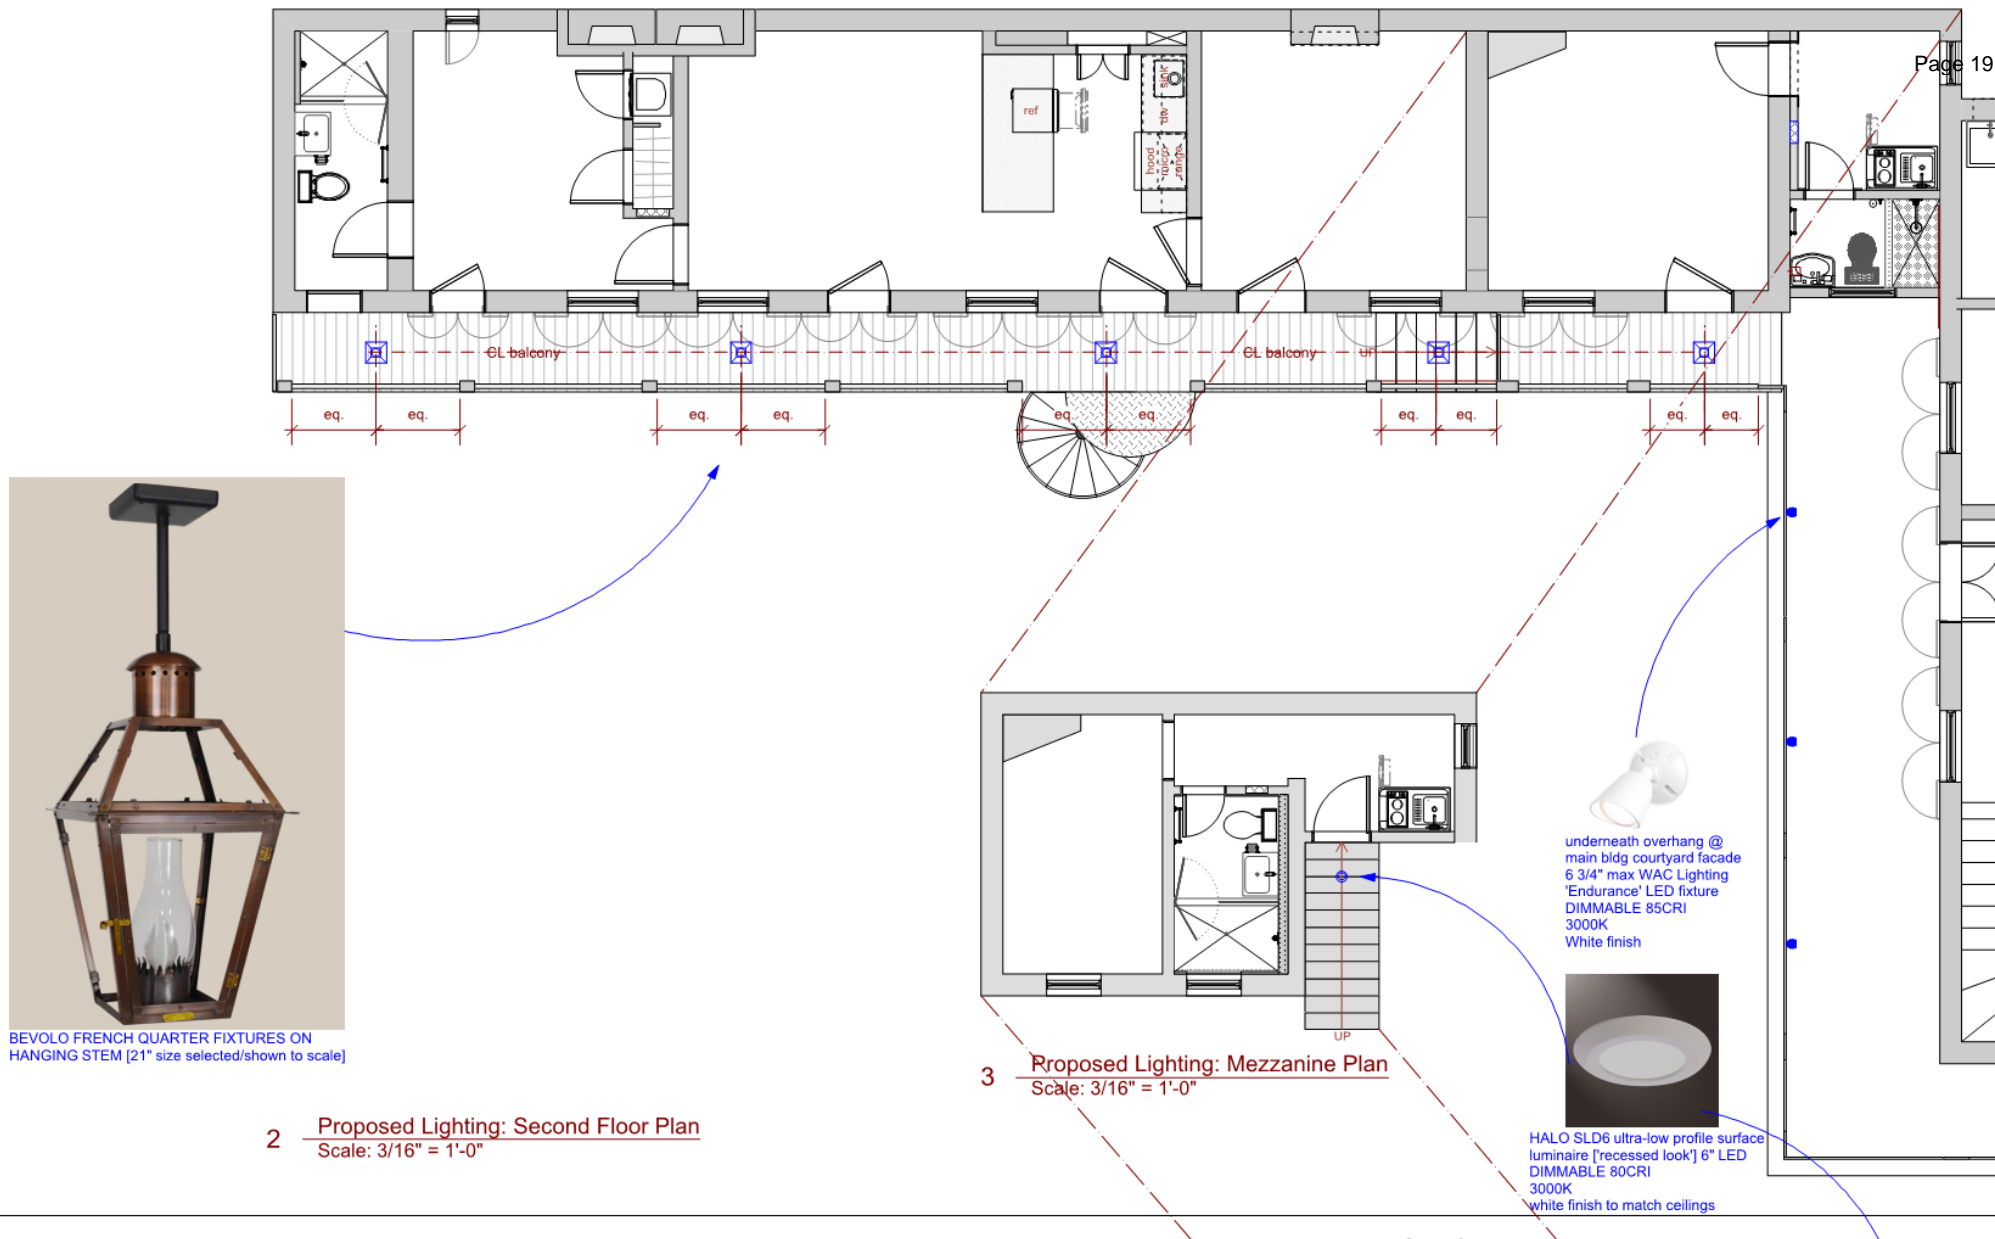 Page 19
sink
dw
ref
hood
micro
range
CL balcony
CL balcony
UP
eq.
eq.
eq.
eq.
eq.
eq.
eq.
eq.
eq.
eq.
underneath overhang @
main bldg courtyard facade
6 3/4" max WAC Lighting
'Endurance' LED fixture
DIMMABLE 85CRI
3000K
White finish
BEVOLO FRENCH QUARTER FIXTURES ON
HANGING STEM [21" size selected/shown to scale]
UP
3 Proposed Lighting: Mezzanine Plan
Scale: 3/16" = 1'-0"
2 Proposed Lighting: Second Floor Plan
Scale: 3/16" = 1'-0"
HALO SLD6 ultra-low profile surface
luminaire ['recessed look'] 6" LED
DIMMABLE 80CRI
3000K
white finish to match ceilings